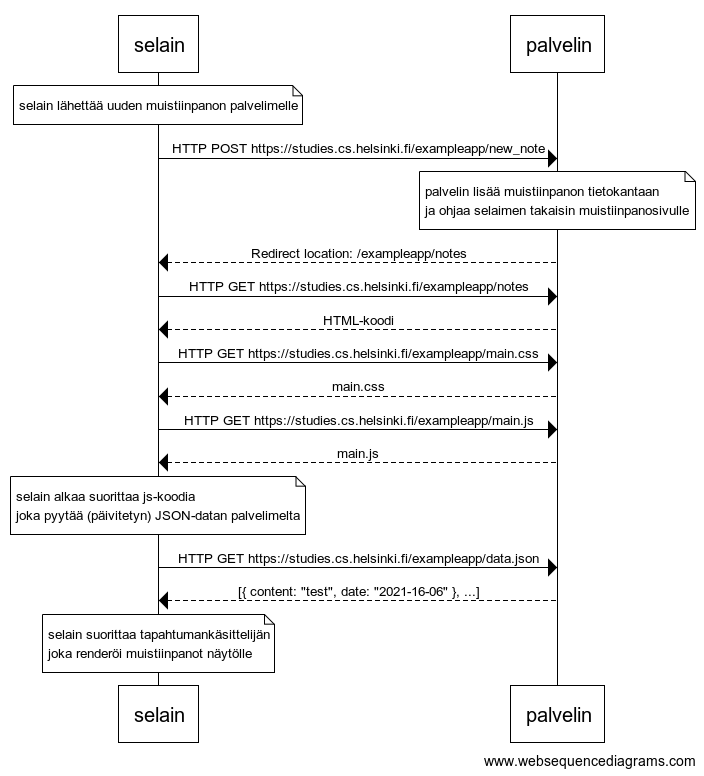 selain
palvelin
selain lähettää uuden muistiinpanon palvelimelle
HTTP POST https://studies.cs.helsinki.fi/exampleapp/new_note
palvelin lisää muistiinpanon tietokantaan
ja ohjaa selaimen takaisin muistiinpanosivulle
Redirect location: /exampleapp/notes
HTTP GET https://studies.cs.helsinki.fi/exampleapp/notes
HTML-koodi
HTTP GET https://studies.cs.helsinki.fi/exampleapp/main.css
main.css
HTTP GET https://studies.cs.helsinki.fi/exampleapp/main.js
main.js
selain alkaa suorittaa js-koodia
joka pyytää (päivitetyn) JSON-datan palvelimelta
HTTP GET https://studies.cs.helsinki.fi/exampleapp/data.json
[{ content: "test", date: "2021-16-06" }, ...]
selain suorittaa tapahtumankäsittelijän
joka renderöi muistiinpanot näytölle
selain
palvelin
www.websequencediagrams.com